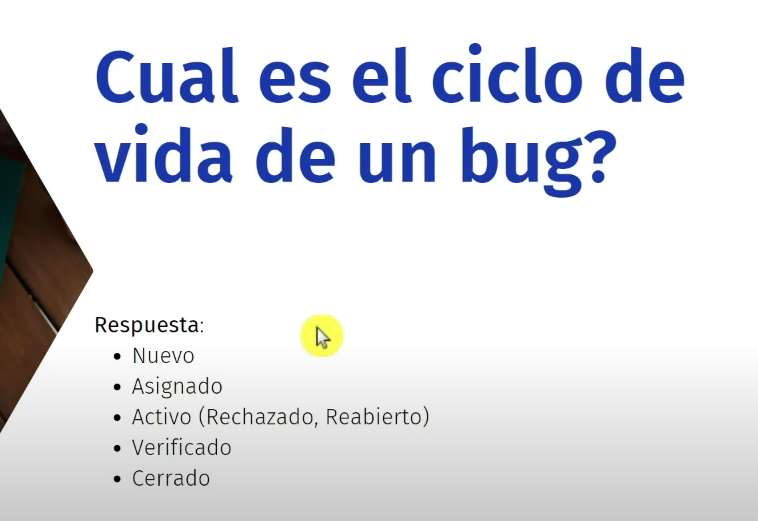 Cual es el ciclo de
vida de un bug?
Respuesta:
• Nuevo
• Asignado
• Activo (Rechazado, Reabierto)
• Verificado
• Cerrado